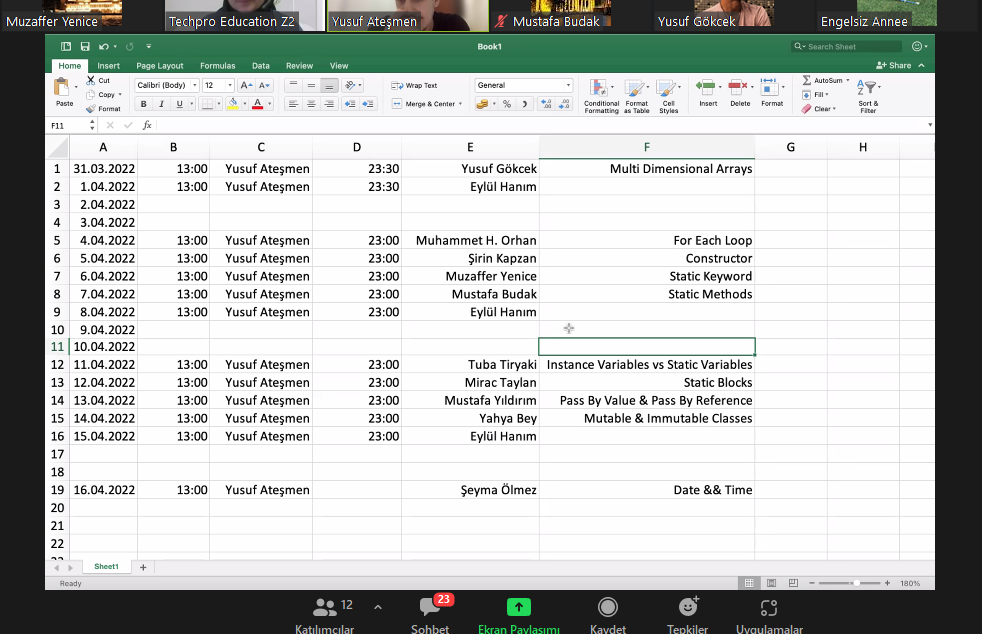 Muzaffer Yenice Techpro Education Z2 Yusuf Ateşmen Mustafa Budak Yusuf Gökcek Engelsiz Annee
Book1
Search Sheet
Home Insert Page Layout Formulas Data Review View
Share
Paste
Cut
Copy
Format
Calibri (Body) 12
B I U
A
Wrap Text
Merge & Center
General
%
Conditional Formatting
Format as Table
Cell Styles
Insert Delete Format
AutoSum
Fill
Clear
Sort & Filter
F11 fx
A B C D E F G H
1 31.03.2022 13:00 Yusuf Ateşmen 23:30 Yusuf Gökcek Multi Dimensional Arrays
2 1.04.2022 13:00 Yusuf Ateşmen 23:30 Eylül Hanım
3 2.04.2022
4 3.04.2022
5 4.04.2022 13:00 Yusuf Ateşmen 23:00 Muhammet H. Orhan For Each Loop
6 5.04.2022 13:00 Yusuf Ateşmen 23:00 Şirin Kapzan Constructor
7 6.04.2022 13:00 Yusuf Ateşmen 23:00 Muzaffer Yenice Static Keyword
8 7.04.2022 13:00 Yusuf Ateşmen 23:00 Mustafa Budak Static Methods
9 8.04.2022 13:00 Yusuf Ateşmen 23:00 Eylül Hanım
10 9.04.2022
11 10.04.2022
12 11.04.2022 13:00 Yusuf Ateşmen 23:00 Tuba Tiryaki Instance Variables vs Static Variables
13 12.04.2022 13:00 Yusuf Ateşmen 23:00 Mirac Taylan Static Blocks
14 13.04.2022 13:00 Yusuf Ateşmen 23:00 Mustafa Yıldırım Pass By Value & Pass By Reference
15 14.04.2022 13:00 Yusuf Ateşmen 23:00 Yahya Bey Mutable & Immutable Classes
16 15.04.2022 13:00 Yusuf Ateşmen 23:00 Eylül Hanım
17
18
19 16.04.2022 13:00 Yusuf Ateşmen Şeyma Ölmez Date && Time
20
21
22
Sheet1 +
Ready
180%
12 23
Katılımcılar Sohbet Ekran Paylaşımı Kaydet Tepkiler Uygulamalar